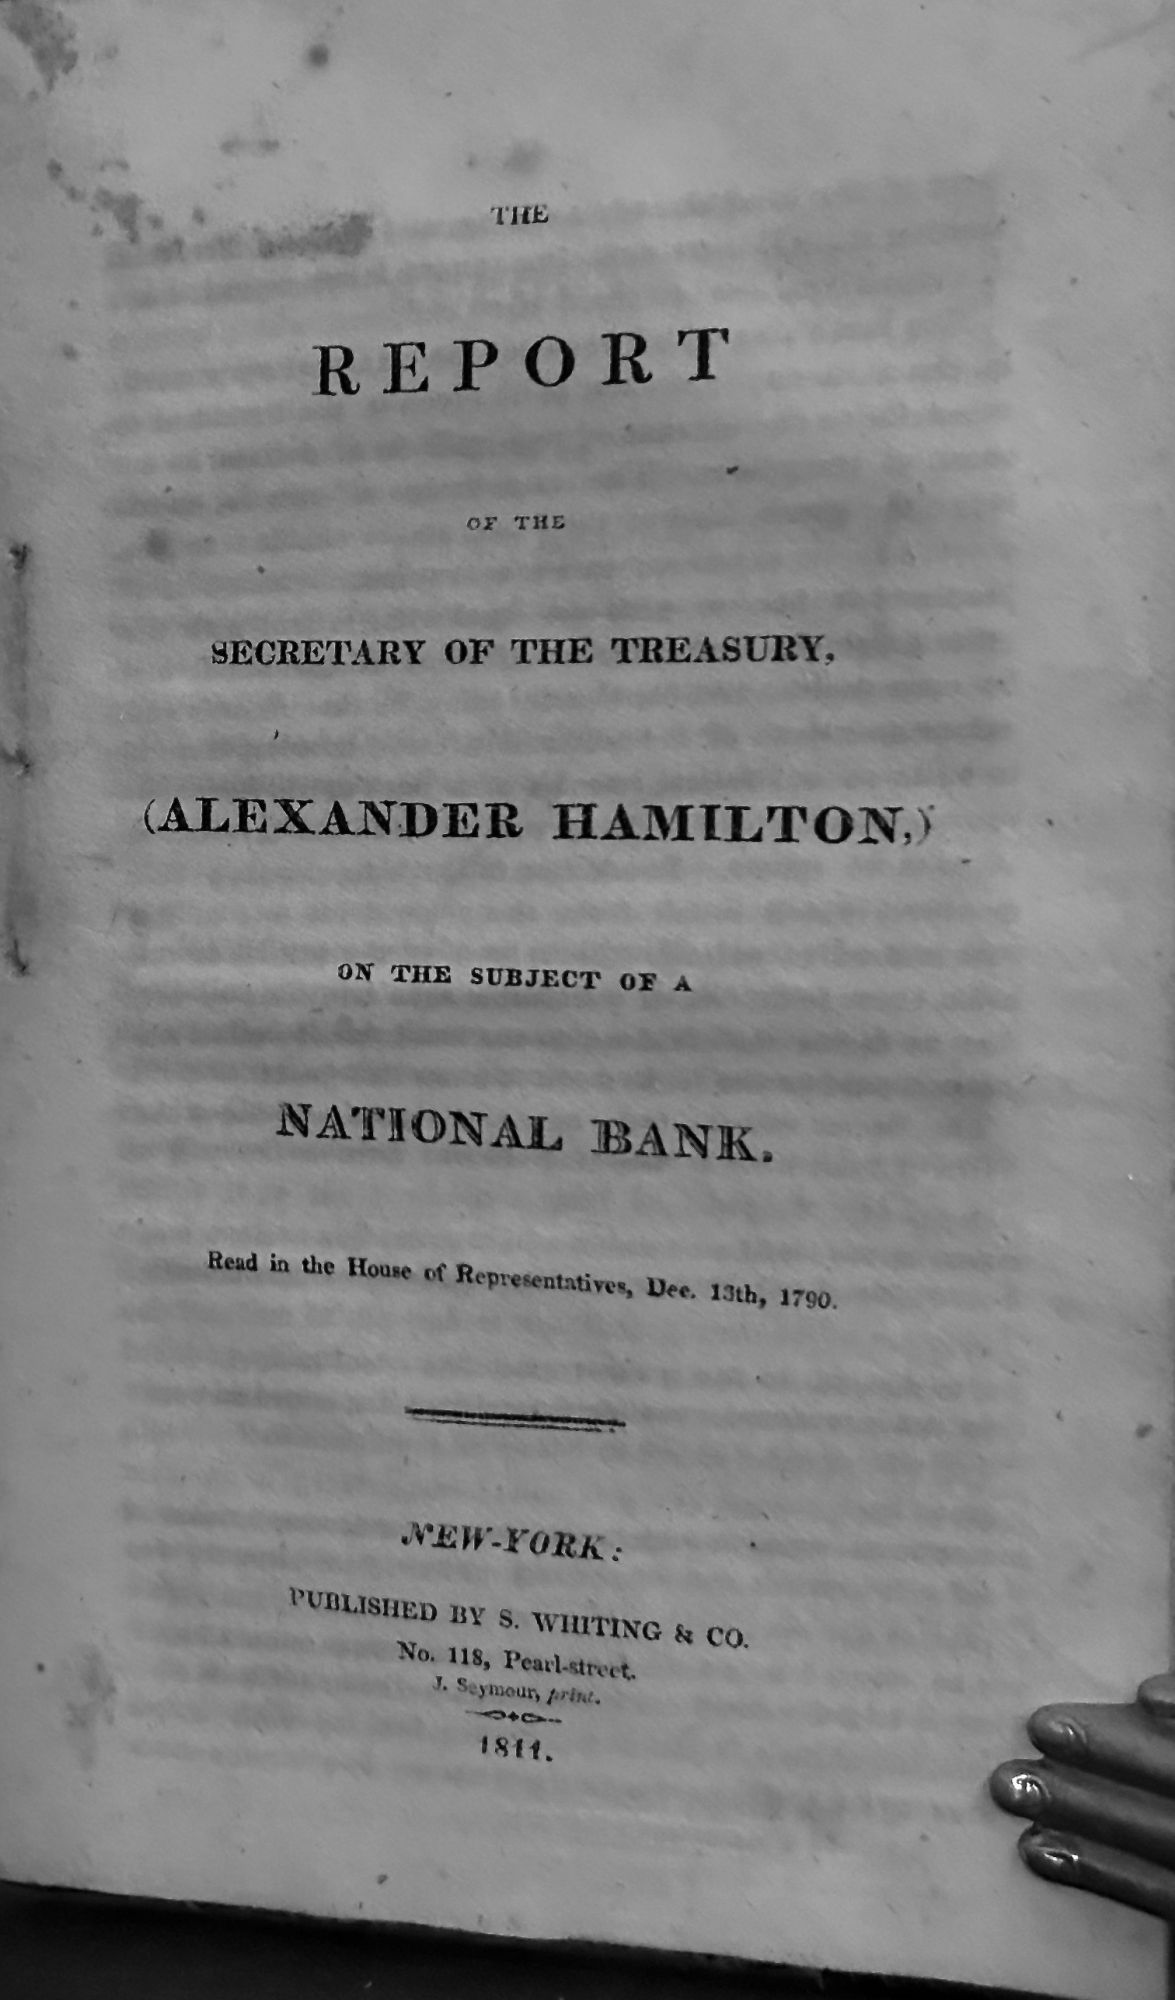 THE
REPORT
OF THE
SECRETARY OF THE TREASURY,
(ALEXANDER HAMILTON,)
ON THE SUBJECT OF A
NATIONAL BANK.
Read in the House of Representatives, Dec. 13th, 1790.
NEW-YORK:
PUBLISHED BY S. WHITING & CO.
No. 118, Pearl-street.
J. Seymour, print.
1811.